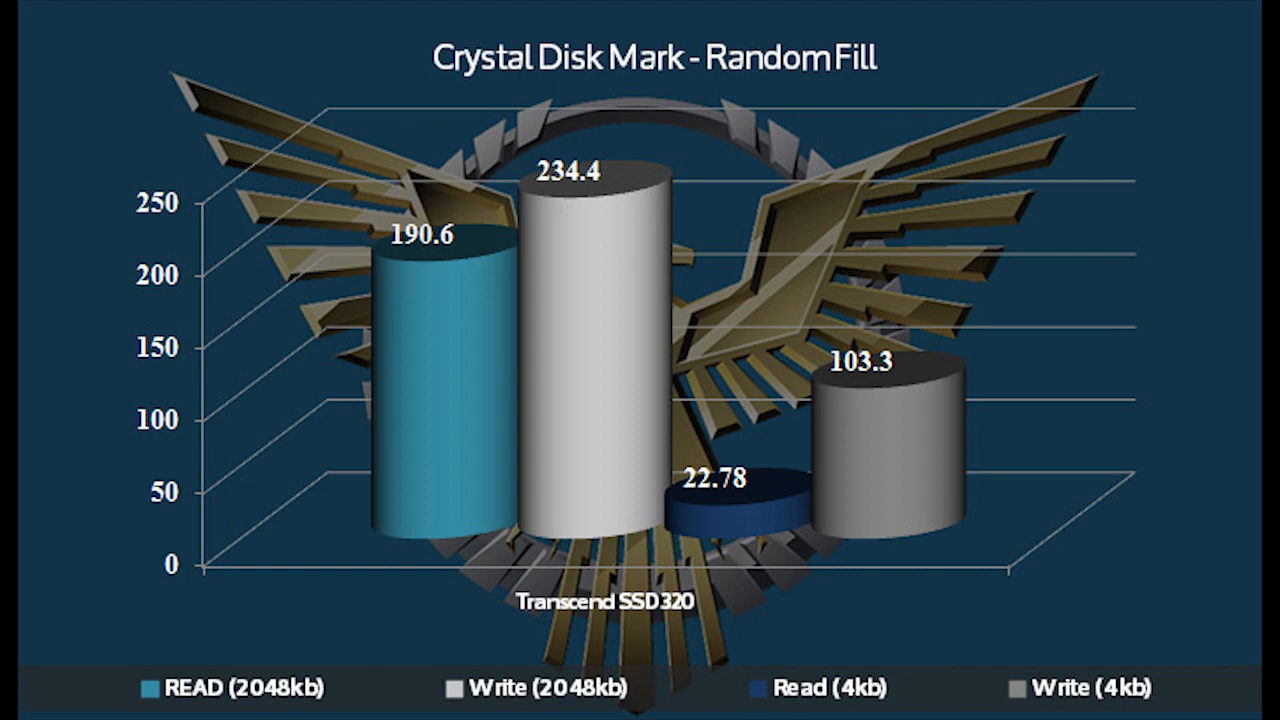 Crystal Disk Mark - Random Fill
250
200
150
100
50
0
190.6
234.4
22.78
103.3
Transcend SSD320
READ (2048kb)
Write (2048kb)
Read (4kb)
Write (4kb)